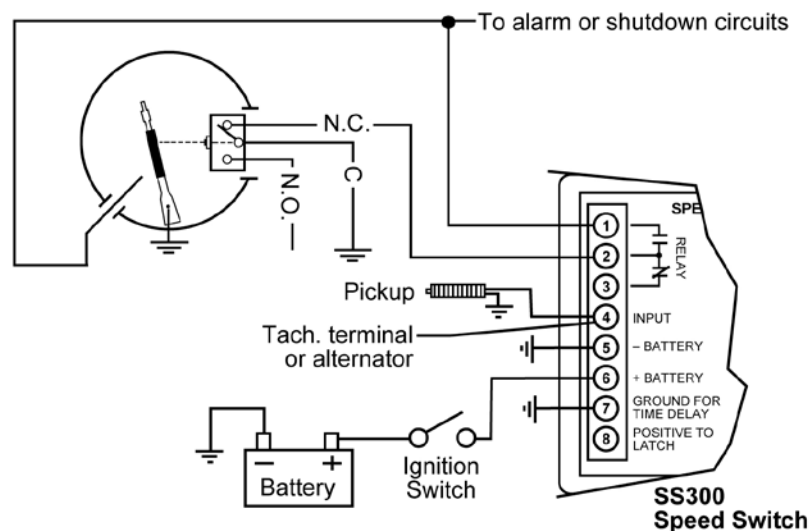 To alarm or shutdown circuits
N.C.
C
N.O.
SPE
1
2
3
RELAY
Pickup
4 INPUT
Tach. terminal
or alternator
5 – BATTERY
6 + BATTERY
7 GROUND FOR
TIME DELAY
8 POSITIVE TO
LATCH
– +
Battery
Ignition
Switch
SS300
Speed Switch